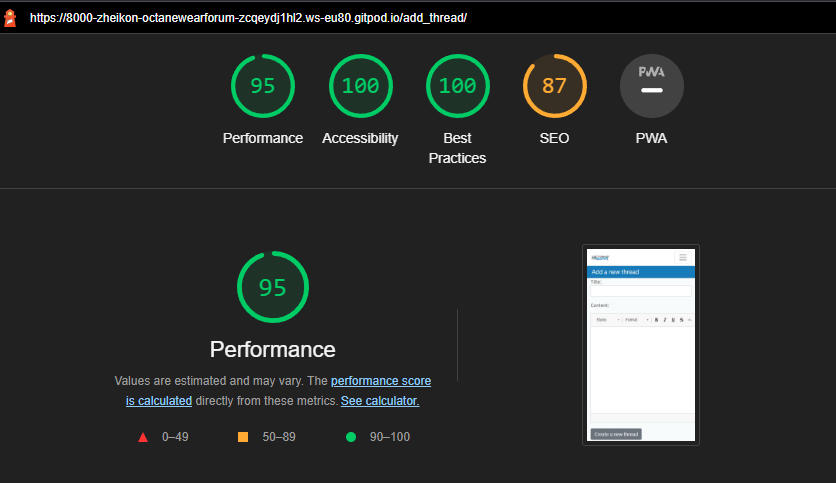 https://8000-zheikon-octanewearforum-zcqeydj1hl2.ws-eu80.gitpod.io/add_thread/
95 100 100 87 PWA
Performance Accessibility Best Practices SEO PWA
95
Performance
Values are estimated and may vary. The performance score
is calculated directly from these metrics. See calculator.
0–49 50–89 90–100
Add a new thread
Title:
Content:
Styles Format B I U S
Create a new thread